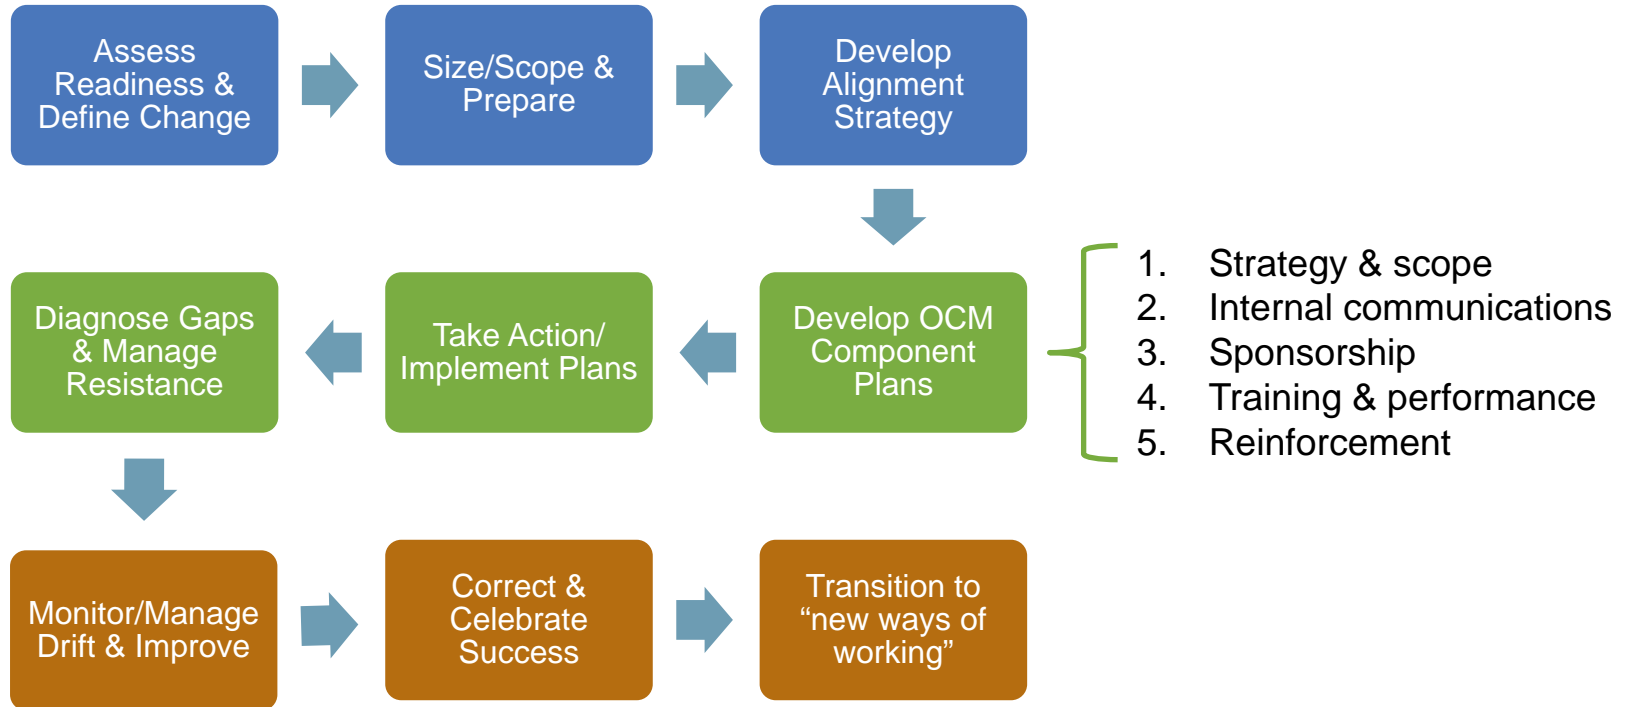 Assess
Readiness &
Define Change
Size/Scope &
Prepare
Develop
Alignment
Strategy
Diagnose Gaps
& Manage
Resistance
Take Action/
Implement Plans
Develop OCM
Component
Plans
1. Strategy & scope
2. Internal communications
3. Sponsorship
4. Training & performance
5. Reinforcement
Monitor/Manage
Drift & Improve
Correct &
Celebrate
Success
Transition to
“new ways of
working”